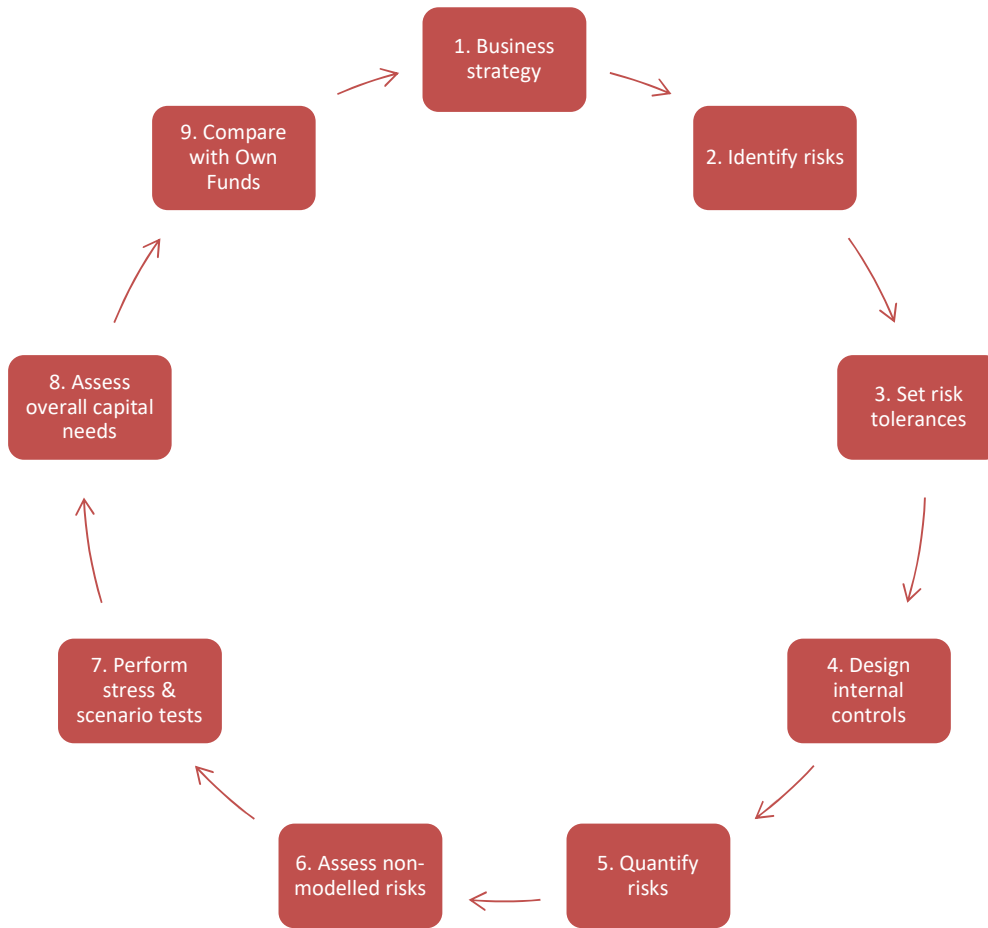 1. Business
strategy
2. Identify risks
3. Set risk
tolerances
4. Design
internal
controls
5. Quantify
risks
6. Assess non-
modelled risks
7. Perform
stress &
scenario tests
8. Assess
overall capital
needs
9. Compare
with Own
Funds